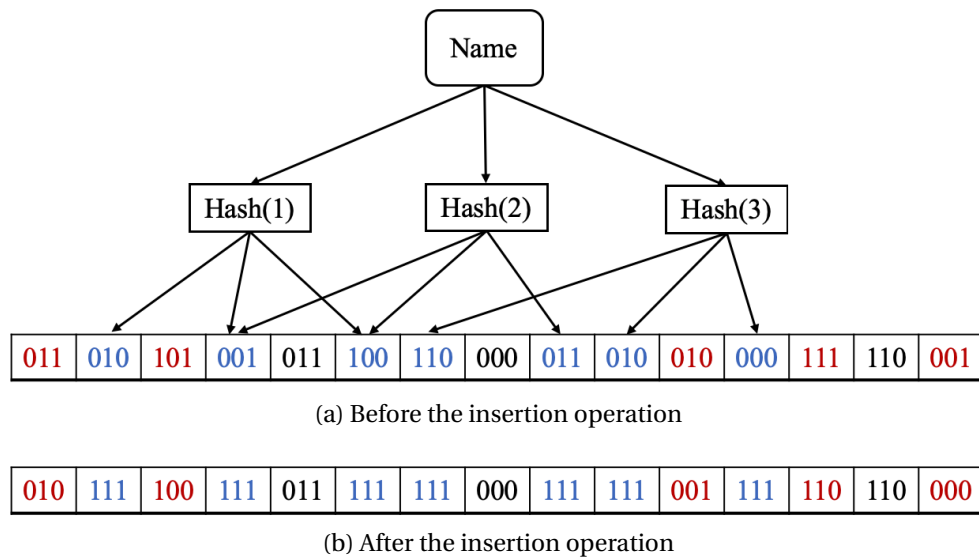 Name
Hash(1) Hash(2) Hash(3)
011 010 101 001 011 100 110 000 011 010 010 000 111 110 001
(a) Before the insertion operation
010 111 100 111 011 111 111 000 111 111 001 111 110 110 000
(b) After the insertion operation